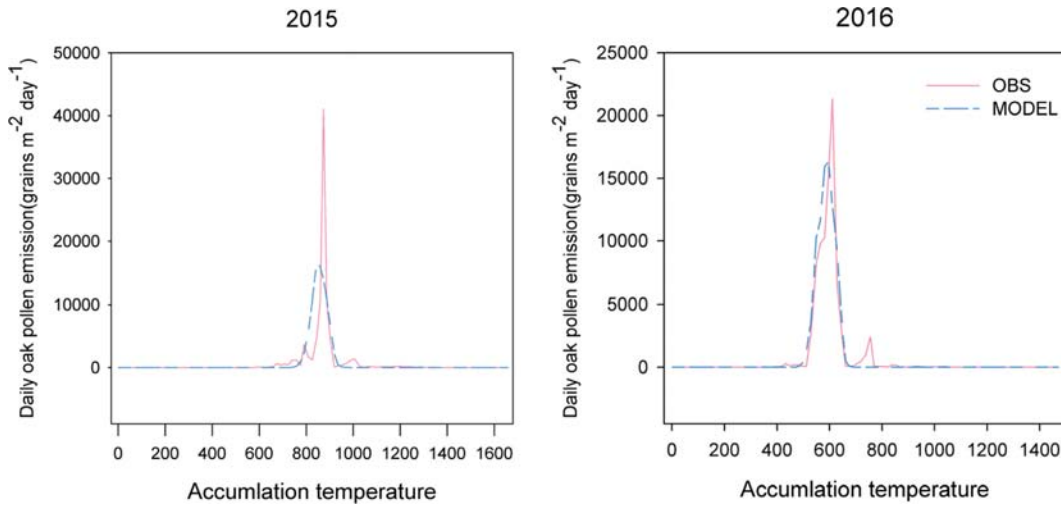 2015
Daily oak pollen emission(grains m⁻² day⁻¹)
50000
40000
30000
20000
10000
0
0 200 400 600 800 1000 1200 1400 1600
Accumlation temperature
2016
Daily oak pollen emission(grains m⁻² day⁻¹)
25000
20000
15000
10000
5000
0
OBS
MODEL
0 200 400 600 800 1000 1200 1400
Accumlation temperature